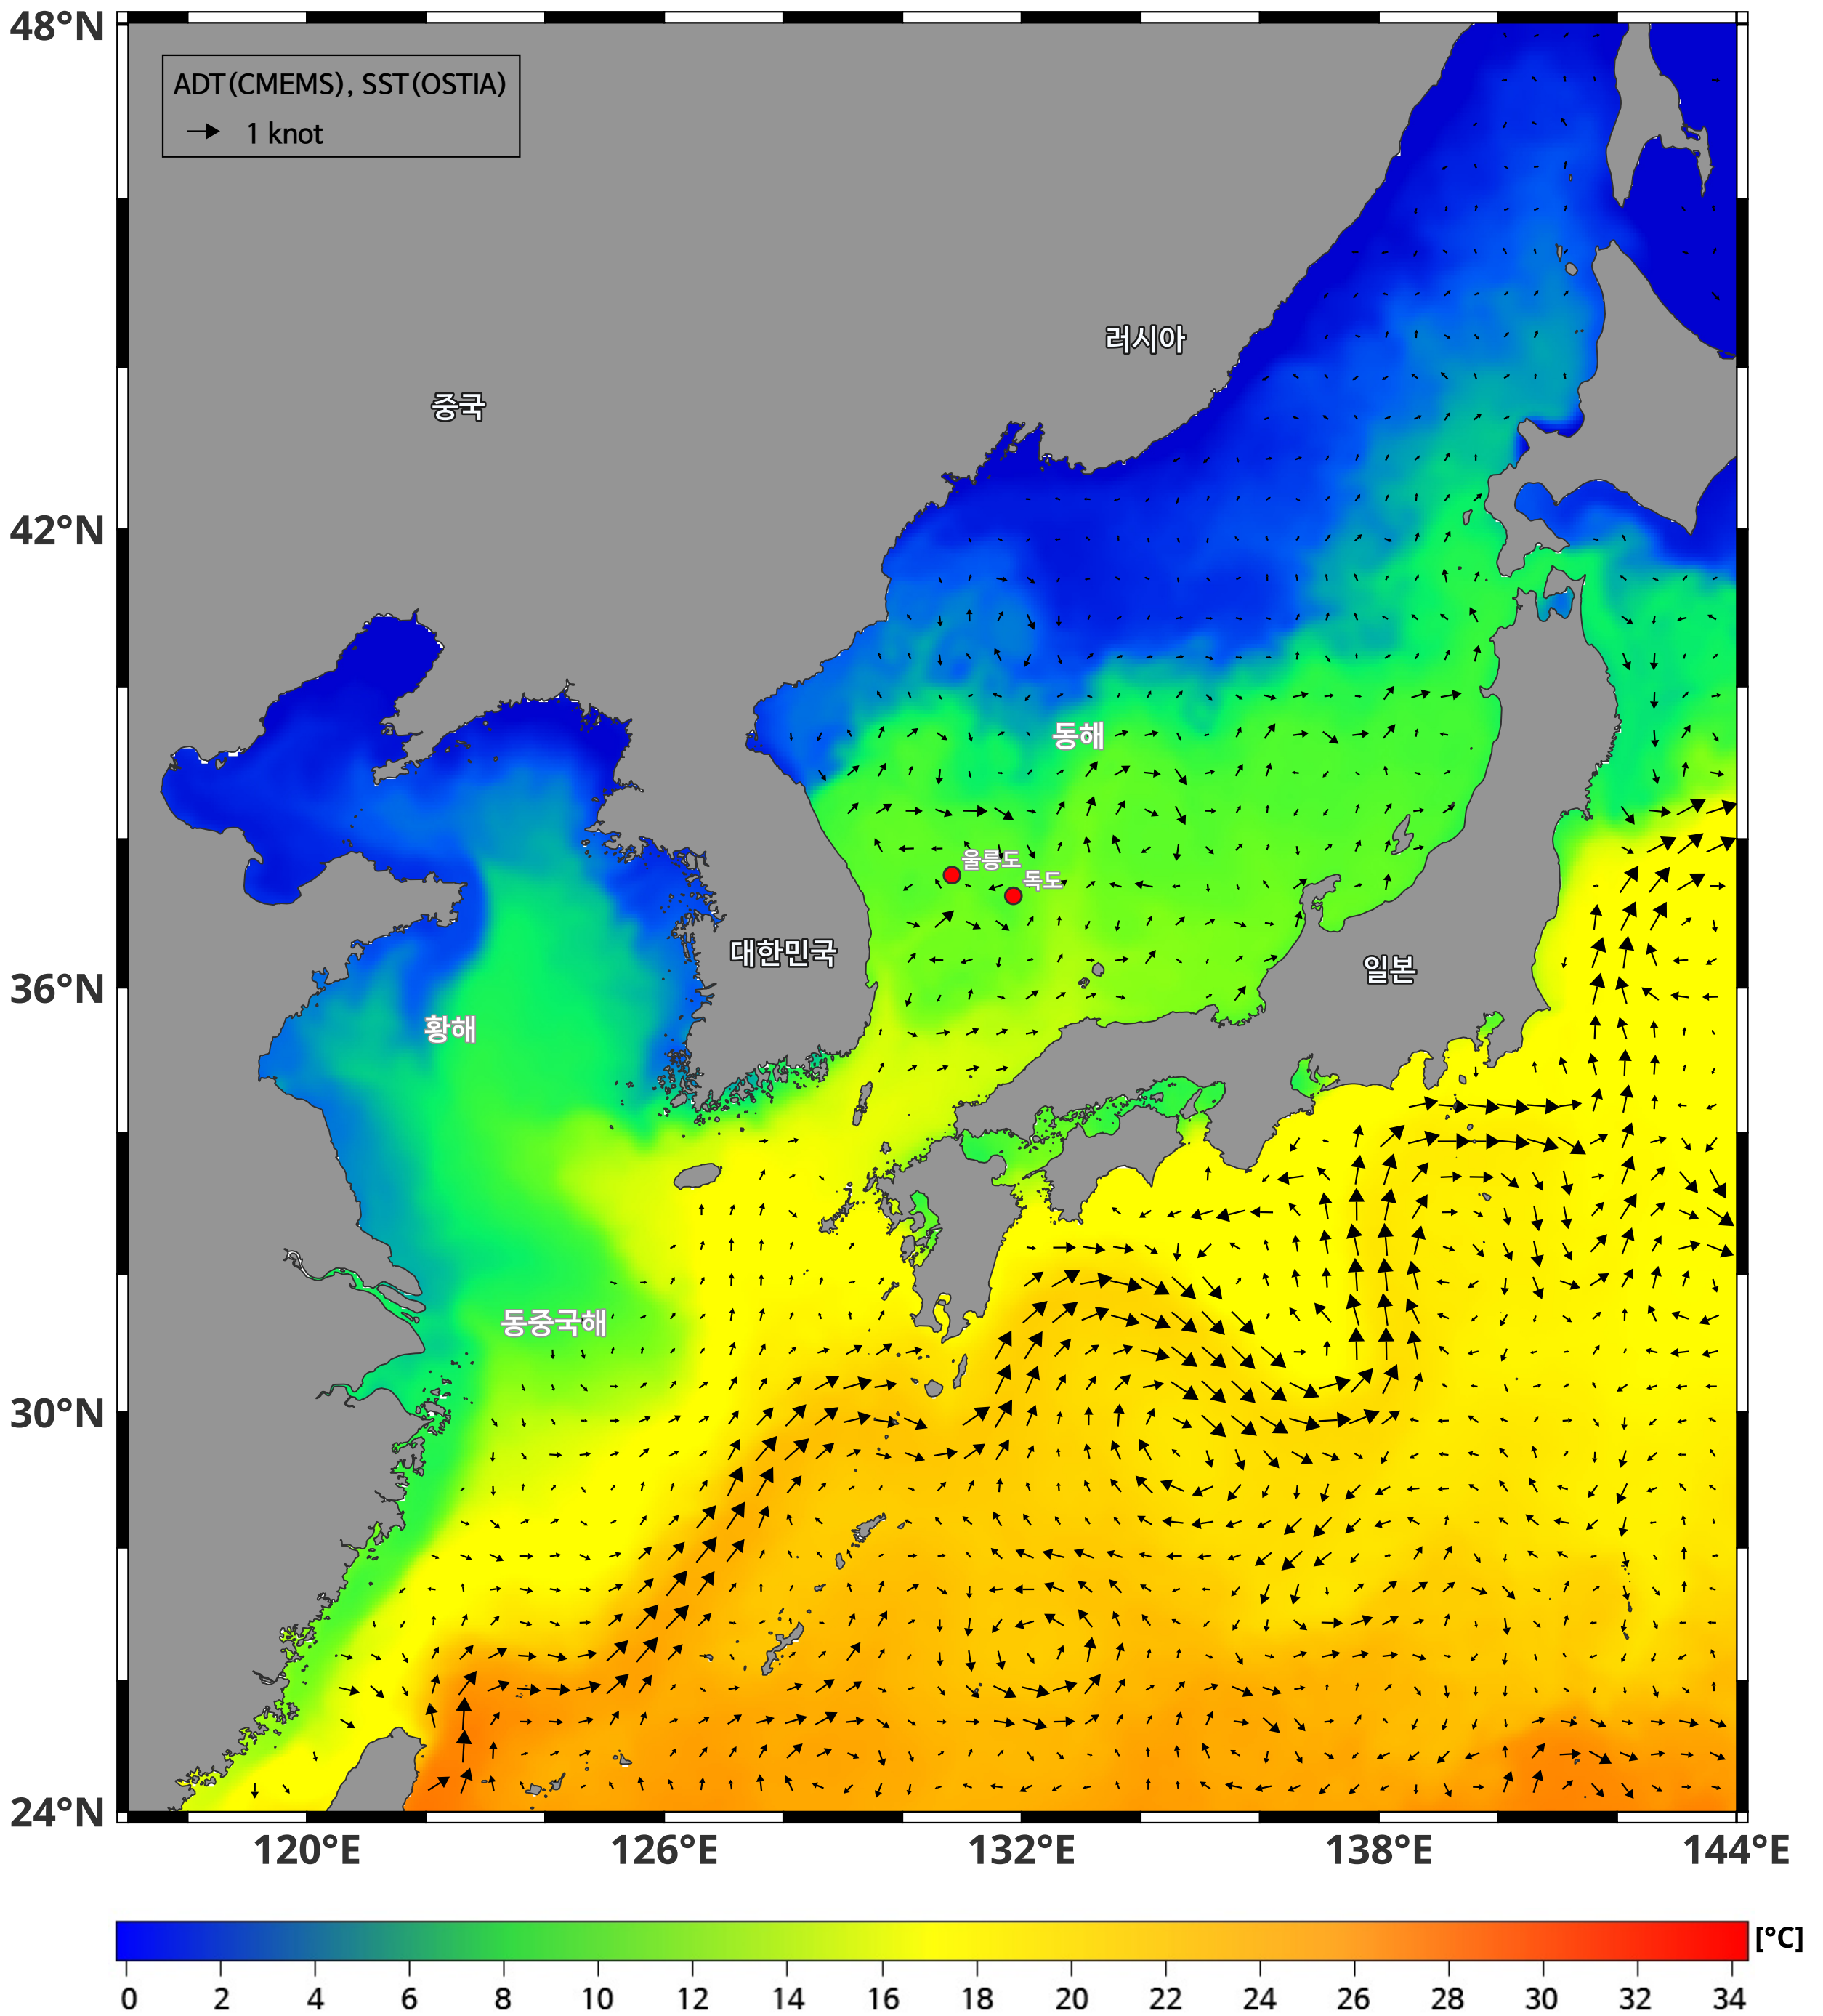 48°N
ADT(CMEMS), SST(OSTIA)
1 knot
러시아
중국
42°N
동해
울릉도
독도
대한민국
일본
36°N
황해
동중국해
30°N
24°N
120°E 126°E 132°E 138°E 144°E
[°C]
0 2 4 6 8 10 12 14 16 18 20 22 24 26 28 30 32 34